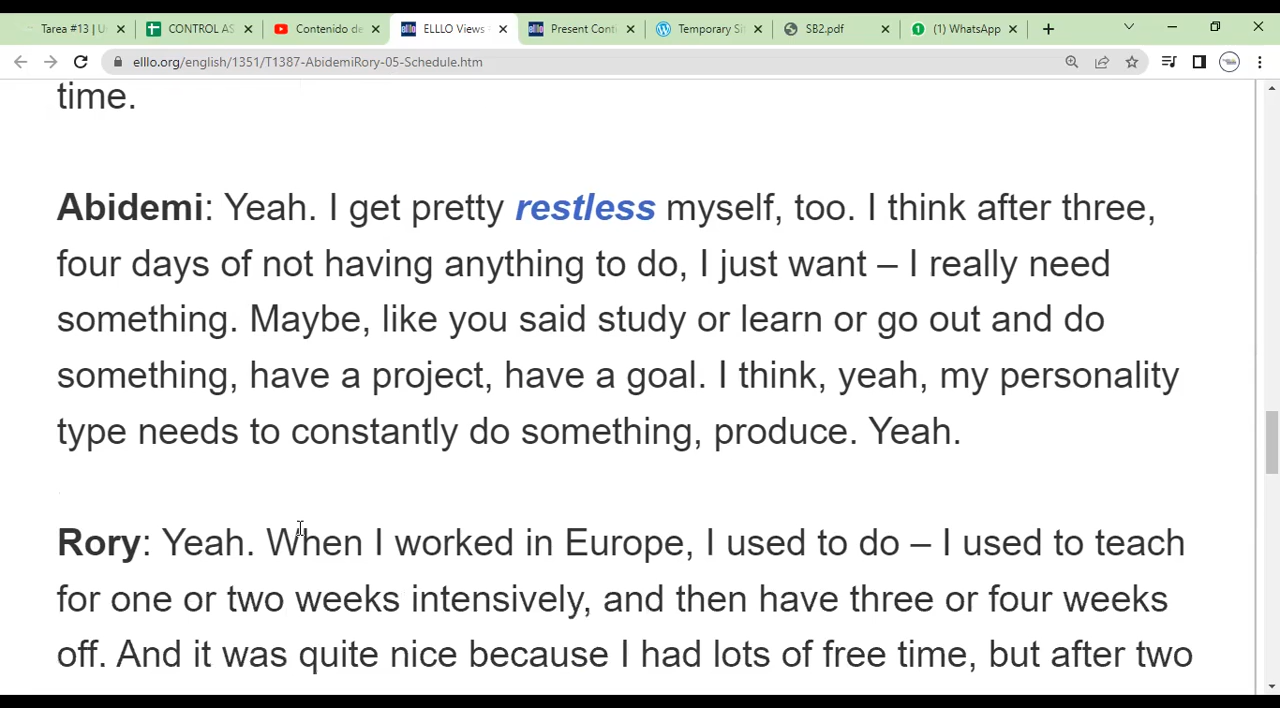 Tarea #13 | U
CONTROL AS
Contenido de
ELLLO Views
Present Cont
Temporary Si
SB2.pdf
(1) WhatsApp
elllo.org/english/1351/T1387-AbidemiRory-05-Schedule.htm
time.
Abidemi: Yeah. I get pretty restless myself, too. I think after three,
four days of not having anything to do, I just want – I really need
something. Maybe, like you said study or learn or go out and do
something, have a project, have a goal. I think, yeah, my personality
type needs to constantly do something, produce. Yeah.
Rory: Yeah. When I worked in Europe, I used to do – I used to teach
for one or two weeks intensively, and then have three or four weeks
off. And it was quite nice because I had lots of free time, but after two